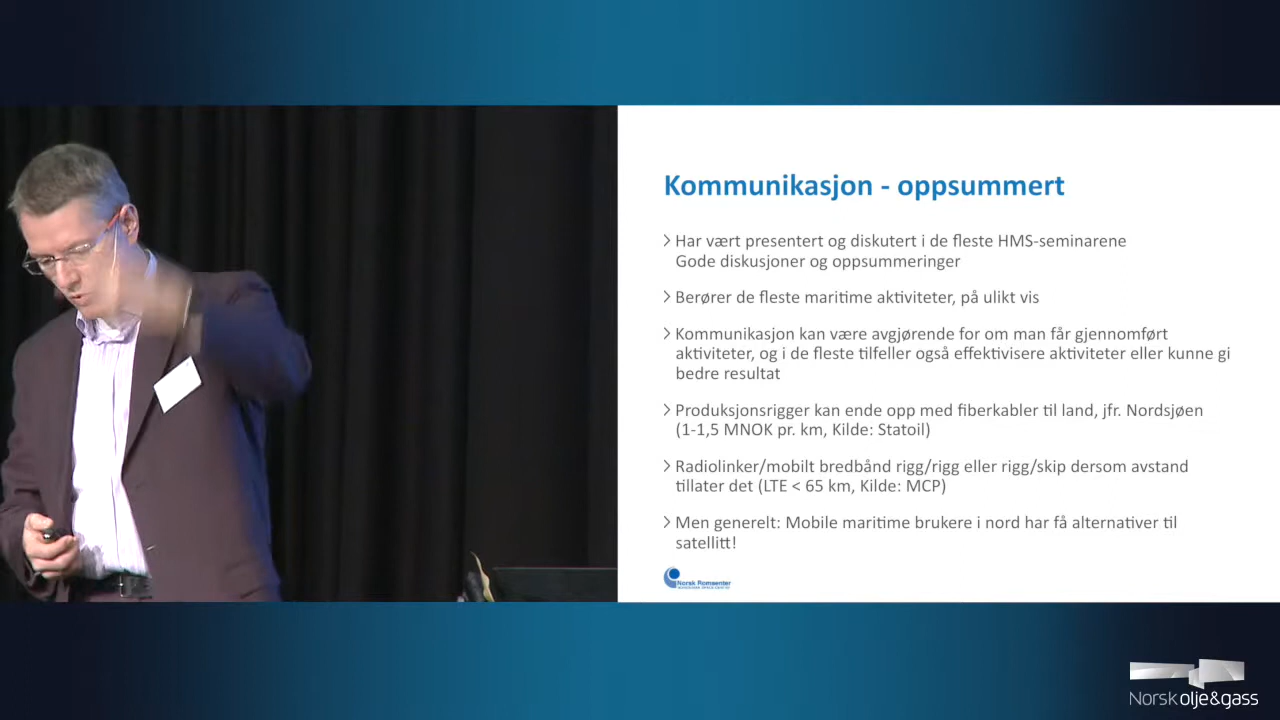 Kommunikasjon - oppsummert
Har vært presentert og diskutert i de fleste HMS-seminarene
Gode diskusjoner og oppsummeringer
Berører de fleste maritime aktiviteter, på ulikt vis
Kommunikasjon kan være avgjørende for om man får gjennomført
aktiviteter, og i de fleste tilfeller også effektivisere aktiviteter eller kunne gi
bedre resultat
Produksjonsrigger kan ende opp med fiberkabler til land, jfr. Nordsjøen
(1-1,5 MNOK pr. km, Kilde: Statoil)
Radiolinker/mobilt bredbånd rigg/rigg eller rigg/skip dersom avstand
tillater det (LTE < 65 km, Kilde: MCP)
Men generelt: Mobile maritime brukere i nord har få alternativer til
satellitt!
Norsk Romsenter
Norsk olje&gass